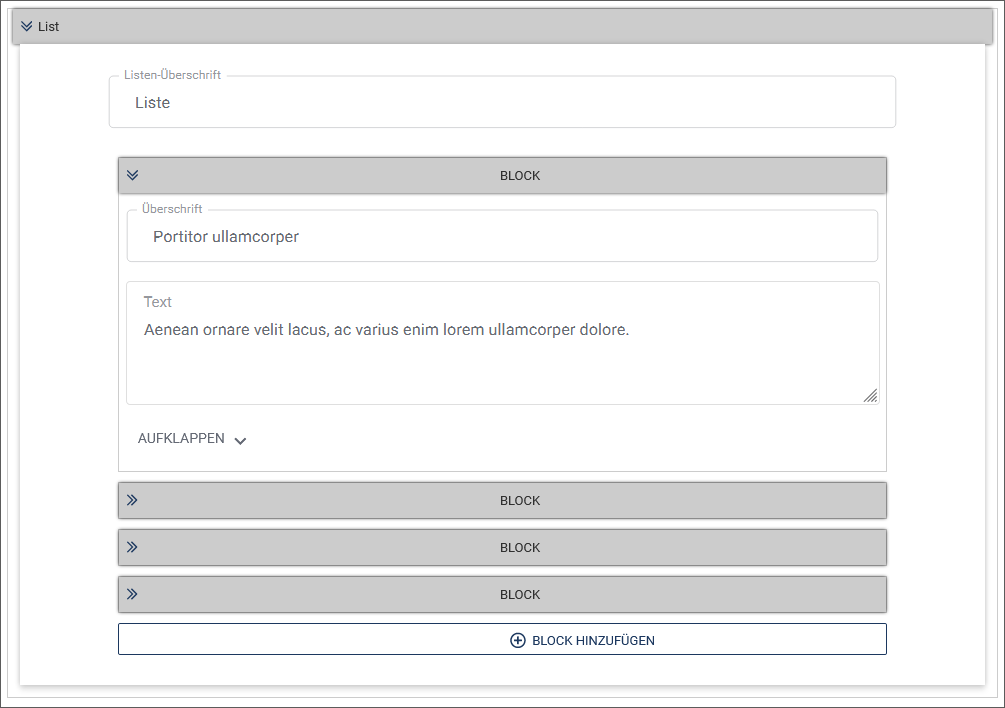 List
Listen-Überschrift
Liste
BLOCK
Überschrift
Portitor ullamcorper
Text
Aenean ornare velit lacus, ac varius enim lorem ullamcorper dolore.
AUFKLAPPEN
BLOCK
BLOCK
BLOCK
BLOCK HINZUFÜGEN